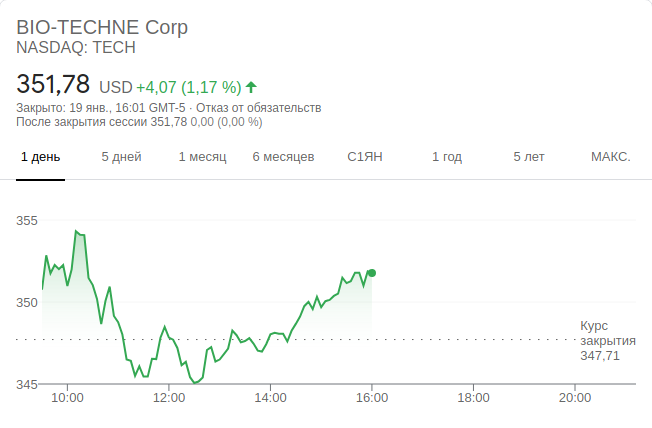 BIO-TECHNE Corp
NASDAQ: TECH
351,78 USD +4,07 (1,17 %)
Закрыто: 19 янв., 16:01 GMT-5 · Отказ от обязательств
После закрытия сессии 351,78 0,00 (0,00 %)
1 день 5 дней 1 месяц 6 месяцев С1ЯН 1 год 5 лет МАКС.
355
350
Курс
закрытия
347,71
345
10:00 12:00 14:00 16:00 18:00 20:00